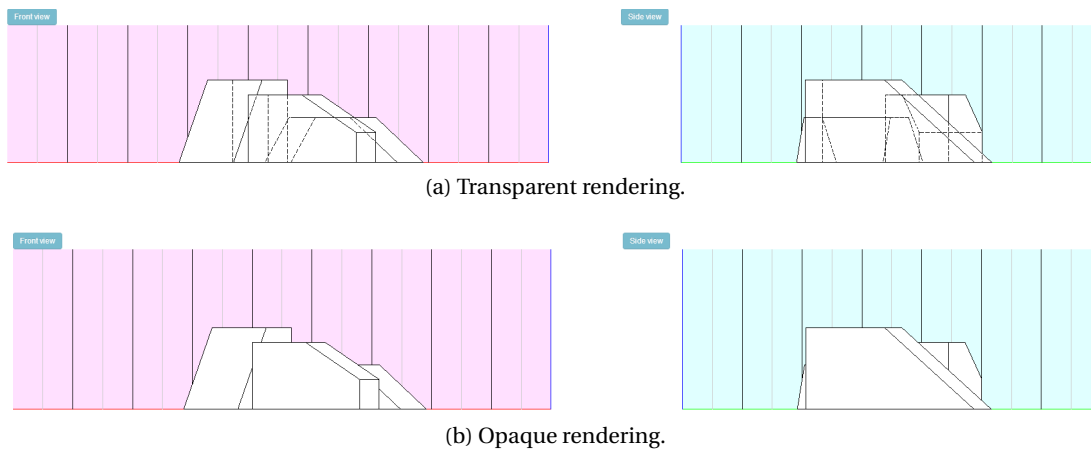 Front view
Side view
(a) Transparent rendering.
Front view
Side view
(b) Opaque rendering.